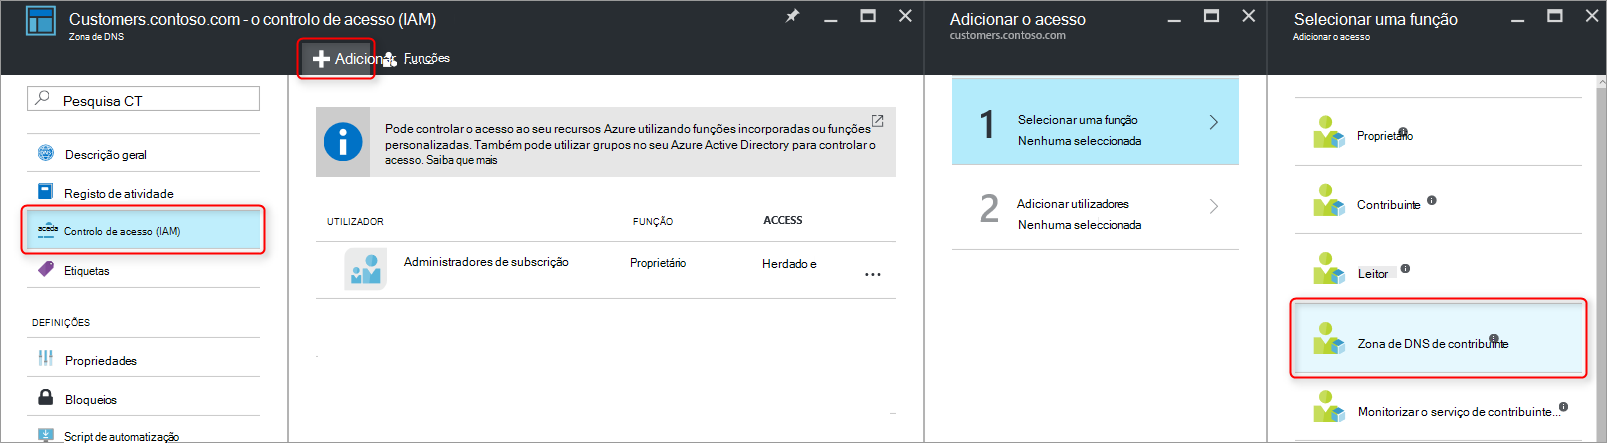 Customers.contoso.com - o controlo de acesso (IAM)
Zona de DNS
Adicionar
Funções
Pesquisa CT
Descrição geral
Registo de atividade
aceda
Controlo de acesso (IAM)
Etiquetas
DEFINIÇÕES
Propriedades
Bloqueios
Script de automatização
Pode controlar o acesso ao seu recursos Azure utilizando funções incorporadas ou funções
personalizadas. Também pode utilizar grupos no seu Azure Active Directory para controlar o
acesso. Saiba que mais
UTILIZADOR FUNÇÃO ACCESS
Administradores de subscrição Proprietário Herdado e ...
Adicionar o acesso
customers.contoso.com
1 Selecionar uma função
Nenhuma seleccionada
2 Adicionar utilizadores
Nenhuma seleccionada
Selecionar uma função
Adicionar o acesso
Proprietário
Contribuinte
Leitor
Zona de DNS de contribuinte
Monitorizar o serviço de contribuinte...